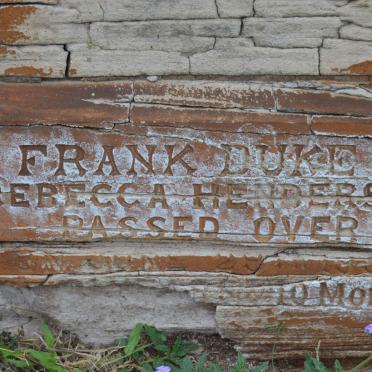 FRANK DUKE
REBECCA HENDERS
PASSED OVER
10 MO